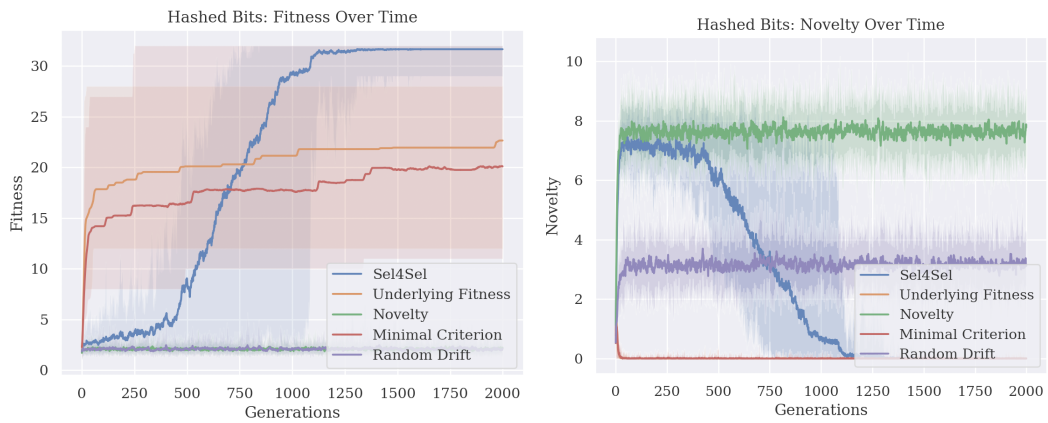 Hashed Bits: Fitness Over Time
30
25
20
15
10
5
0
Fitness
Sel4Sel
Underlying Fitness
Novelty
Minimal Criterion
Random Drift
0 250 500 750 1000 1250 1500 1750 2000
Generations
Hashed Bits: Novelty Over Time
10
8
6
4
2
0
Novelty
Sel4Sel
Underlying Fitness
Novelty
Minimal Criterion
Random Drift
0 250 500 750 1000 1250 1500 1750 2000
Generations